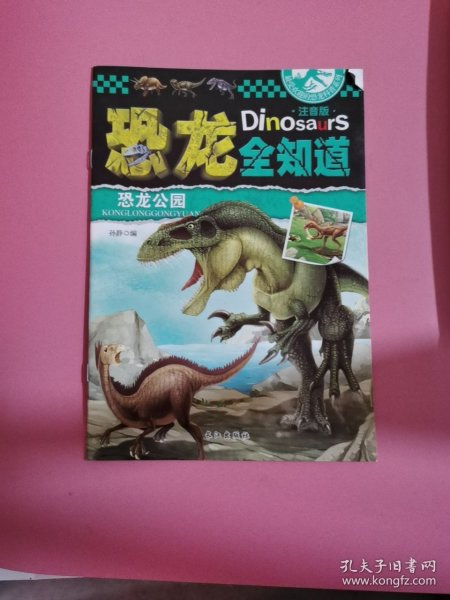 注音版
Dinosaurs
恐龙
全知道
恐龙公园
KONGLONGGONGYUAN
孙静◎编
孔夫子旧书网
www.kongfz.com